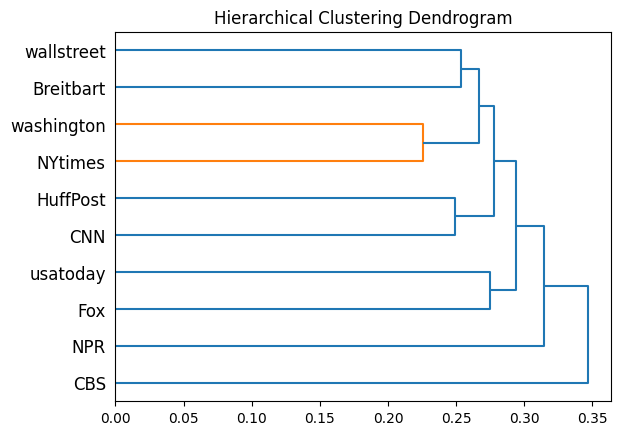 Hierarchical Clustering Dendrogram
wallstreet
Breitbart
washington
NYtimes
HuffPost
CNN
usatoday
Fox
NPR
CBS
0.00 0.05 0.10 0.15 0.20 0.25 0.30 0.35